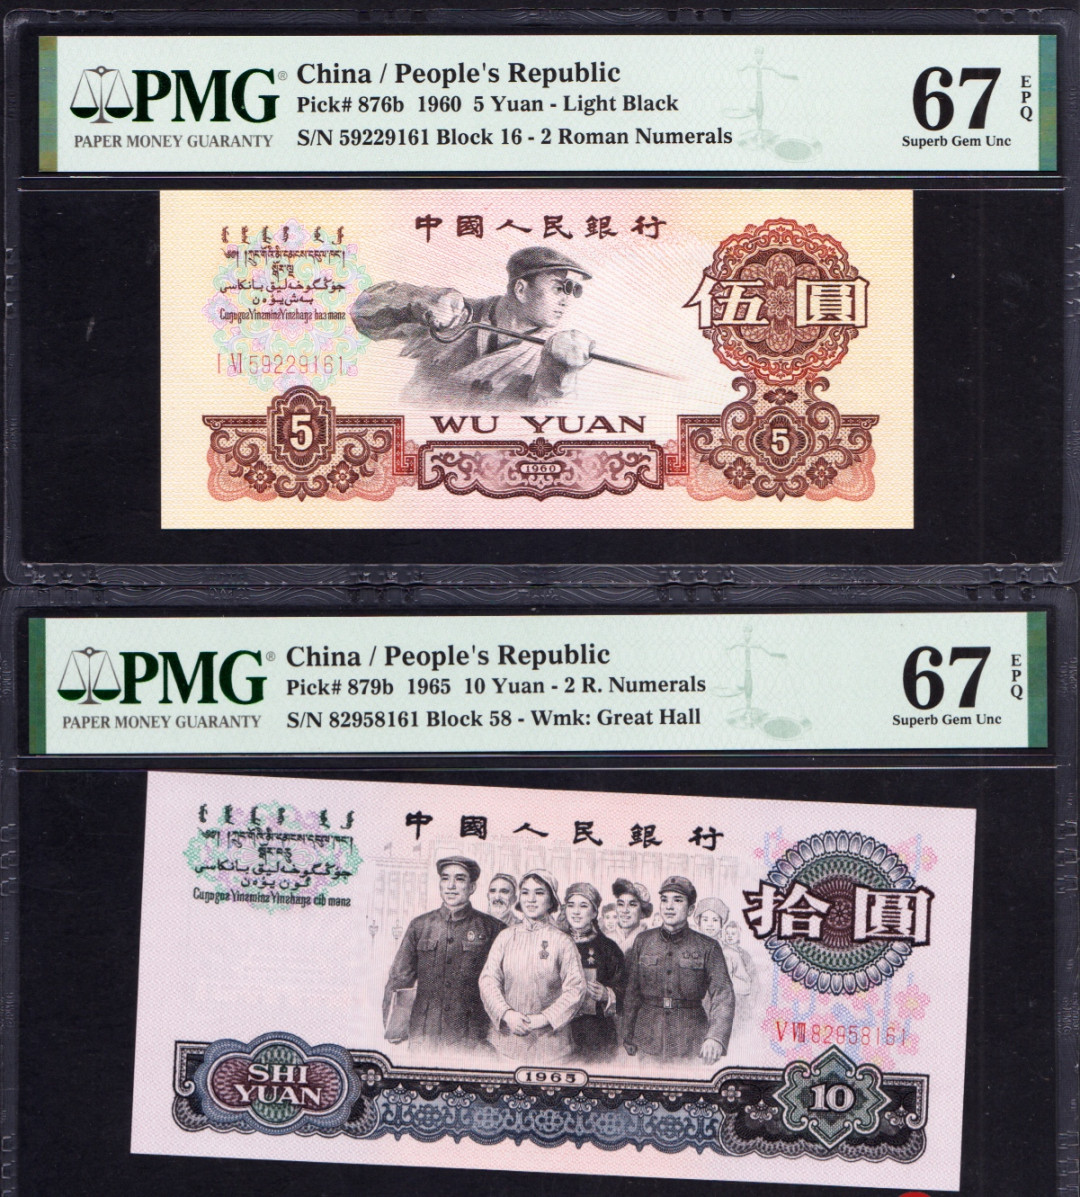 PMG®
PAPER MONEY GUARANTY
China / People's Republic
Pick# 876b 1960 5 Yuan - Light Black
S/N 59229161 Block 16 - 2 Roman Numerals
67
EPQ
Superb Gem Unc
中國人民銀行
伍圓
CungƣgozYinzminzYinzhangz haз mənz
I VI 59229161
5
WU YUAN
5
1960
PMG®
PAPER MONEY GUARANTY
China / People's Republic
Pick# 879b 1965 10 Yuan - 2 R. Numerals
S/N 82958161 Block 58 - Wmk: Great Hall
67
EPQ
Superb Gem Unc
中國人民銀行
拾圓
V VIII 82958161
SHI
YUAN
1965
10